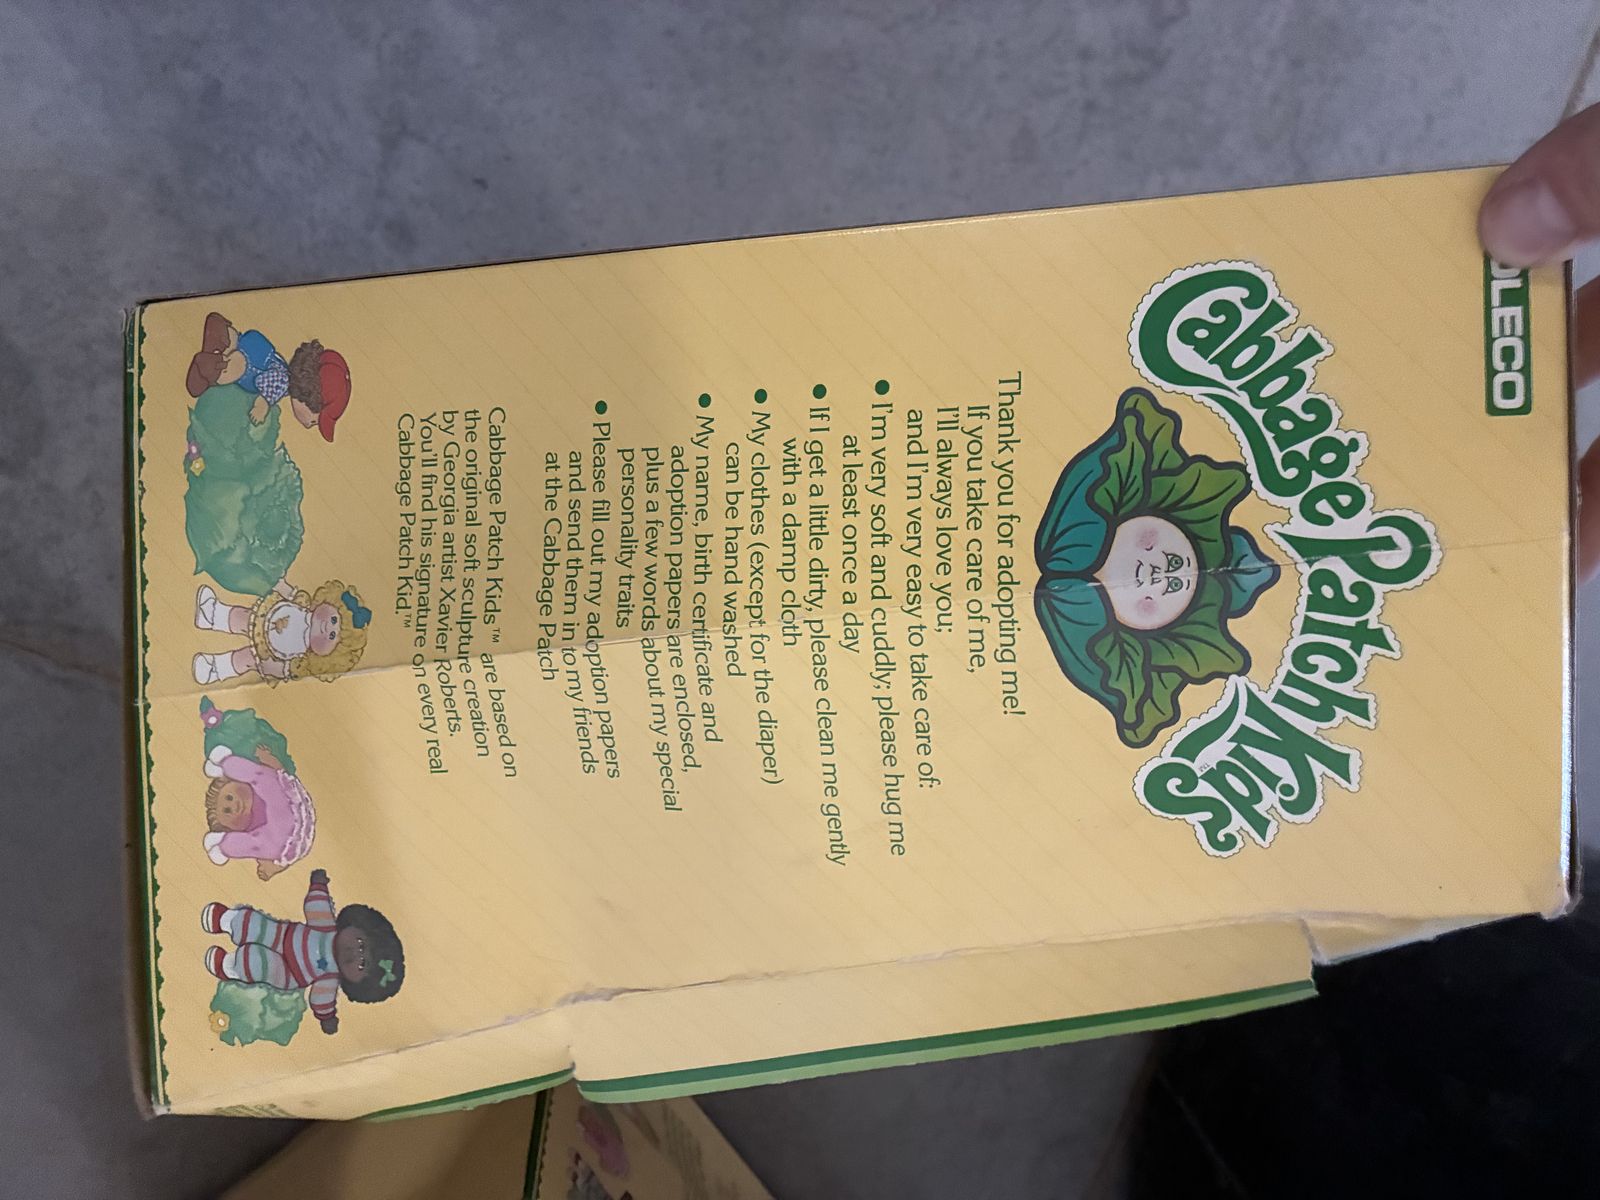 OLECO
Cabbage Patch Kids™
Thank you for adopting me!
If you take care of me,
I'll always love you;
and I'm very easy to take care of:
• I'm very soft and cuddly; please hug me
at least once a day
• If I get a little dirty, please clean me gently
with a damp cloth
• My clothes (except for the diaper)
can be hand washed
• My name, birth certificate and
adoption papers are enclosed,
plus a few words about my special
personality traits
• Please fill out my adoption papers
and send them in to my friends
at the Cabbage Patch
Cabbage Patch Kids™ are based on
the original soft sculpture creation
by Georgia artist Xavier Roberts.
You'll find his signature on every real
Cabbage Patch Kid.™